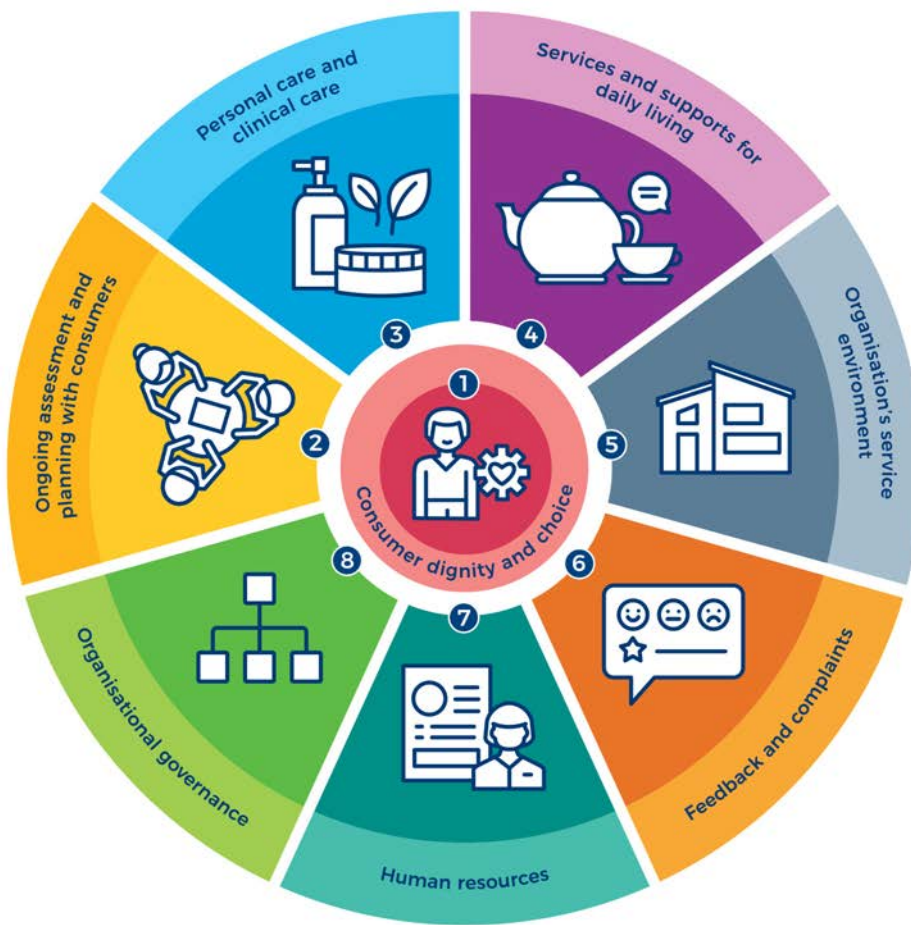 1
Consumer dignity and choice
2
Ongoing assessment and
planning with consumers
3
Personal care and
clinical care
4
Services and supports for
daily living
5
Organisation's service
environment
6
Feedback and complaints
7
Human resources
8
Organisational governance